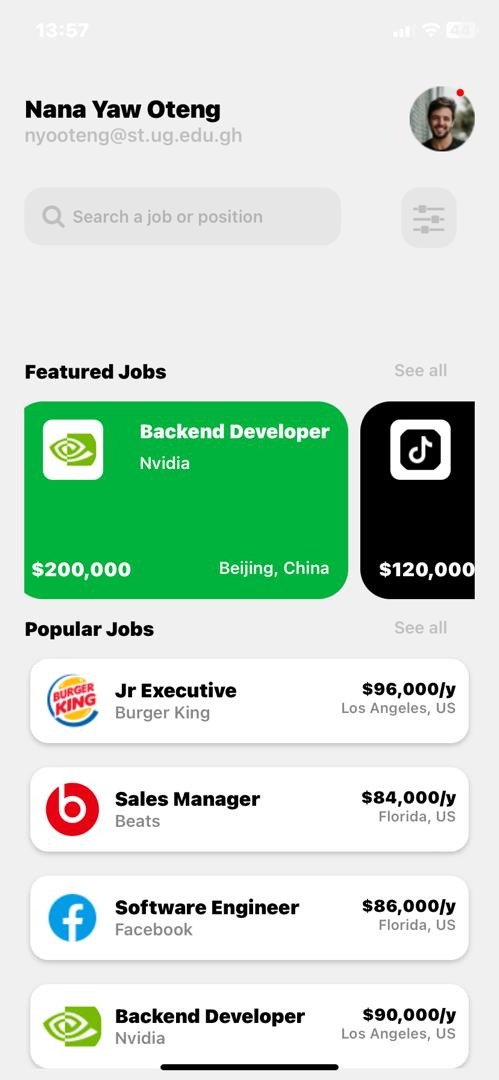 13:57
44
Nana Yaw Oteng
nyooteng@st.ug.edu.gh
Search a job or position
Featured Jobs
See all
Backend Developer
Nvidia
$200,000
Beijing, China
$120,000
Popular Jobs
See all
BURGER
KING
Jr Executive
Burger King
$96,000/y
Los Angeles, US
Sales Manager
Beats
$84,000/y
Florida, US
Software Engineer
Facebook
$86,000/y
Florida, US
Backend Developer
Nvidia
$90,000/y
Los Angeles, US